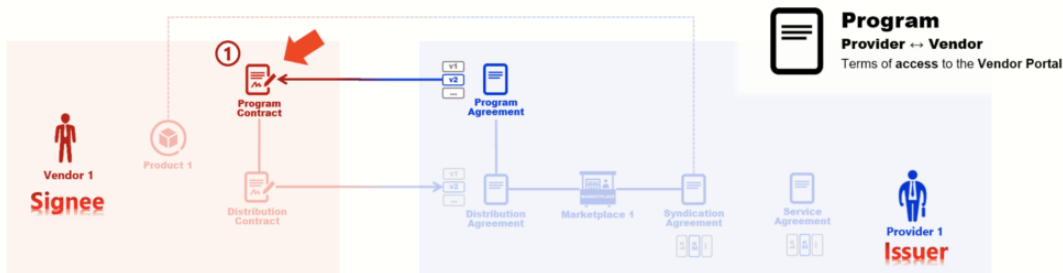 Program
Provider ↔ Vendor
Terms of access to the Vendor Portal
1
v1
v2
...
Program
Contract
Program
Agreement
Product 1
Vendor 1
Signee
v1
v2
...
Distribution
Contract
Distribution
Agreement
Marketplace 1
Syndication
Agreement
Service
Agreement
Provider 1
Issuer